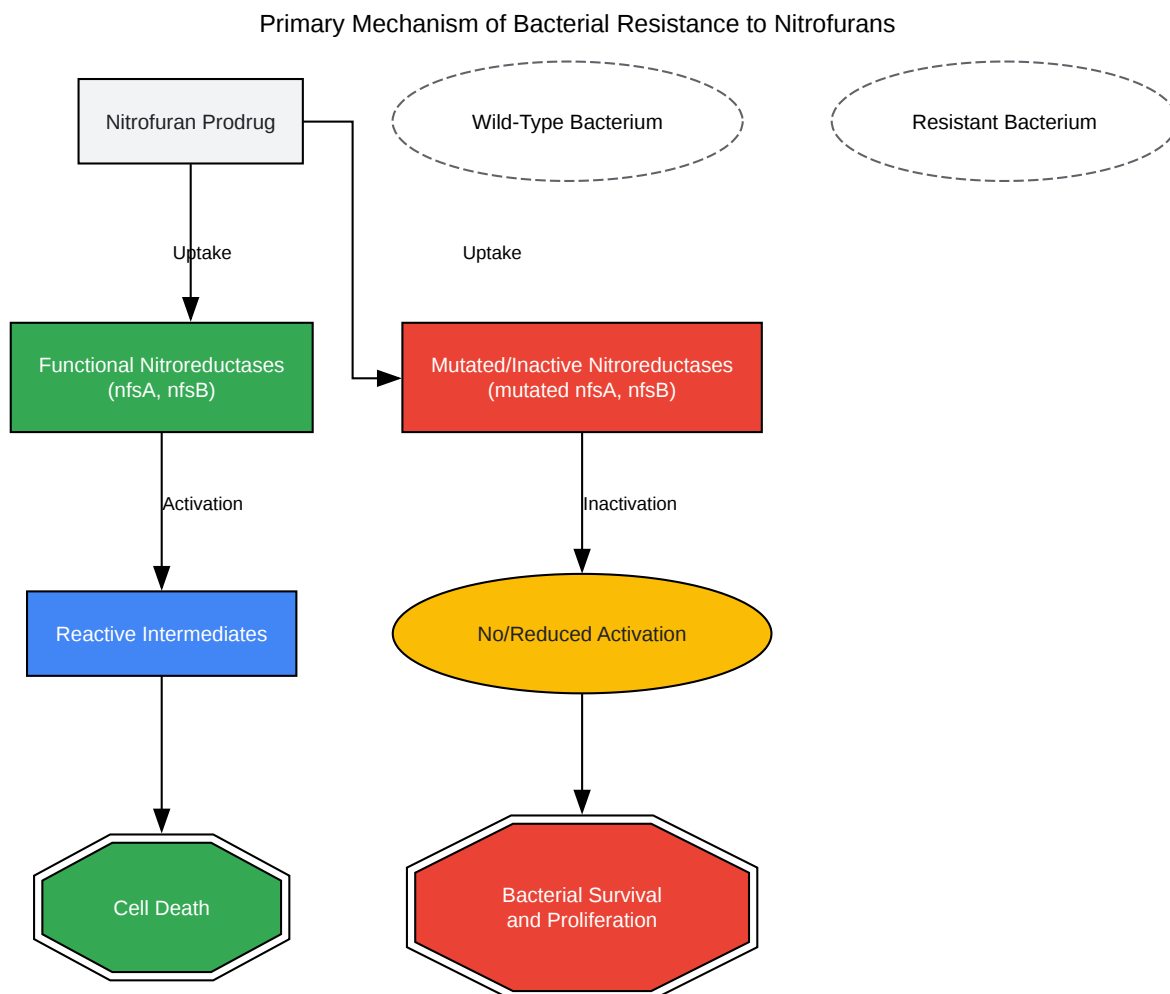 Primary Mechanism of Bacterial Resistance to Nitrofurans
Nitrofuran Prodrug
Wild-Type Bacterium
Resistant Bacterium
Uptake
Uptake
Functional Nitroreductases
(nfsA, nfsB)
Mutated/Inactive Nitroreductases
(mutated nfsA, nfsB)
Activation
Inactivation
Reactive Intermediates
No/Reduced Activation
Cell Death
Bacterial Survival
and Proliferation